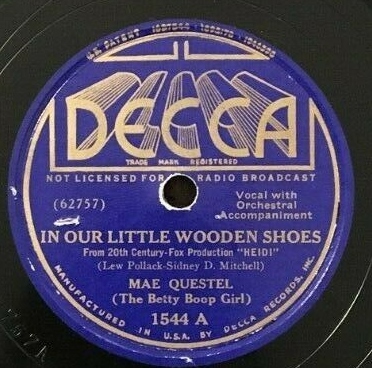 U.S. PATENT
DECCA
TRADE MARK REGISTERED
NOT LICENSED FOR RADIO BROADCAST
(62757)
Vocal with
Orchestral
Accompaniment
IN OUR LITTLE WOODEN SHOES
From 20th Century-Fox Production "HEIDI"
(Lew Pollack-Sidney D. Mitchell)
MAE QUESTEL
(The Betty Boop Girl)
1544 A
MANUFACTURED IN U.S.A. BY DECCA RECORDS, INC.